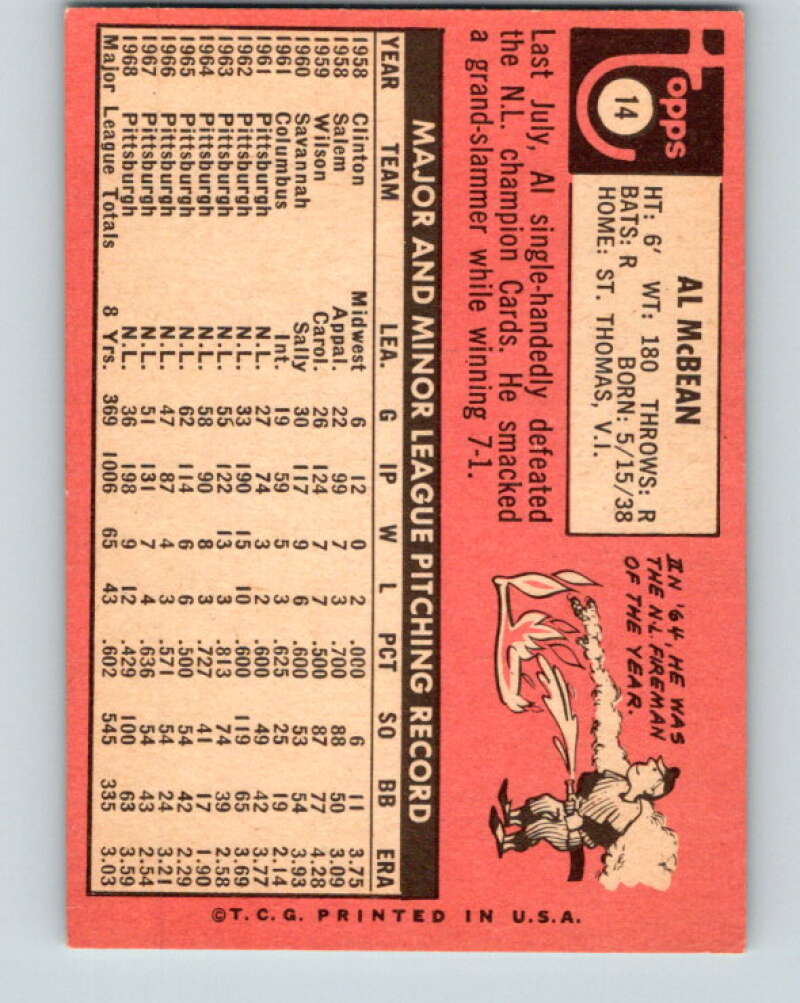 Topps
14
AL McBEAN
HT: 6' WT: 180 THROWS: R
BATS: R BORN: 5/15/38
HOME: ST. THOMAS, V.I.
Last July, Al single-handedly defeated
the N.L. champion Cards. He smacked
a grand-slammer while winning 7-1.
IN '64, HE WAS
THE N.L. FIREMAN
OF THE YEAR.
MAJOR AND MINOR LEAGUE PITCHING RECORD
YEAR TEAM LEA. G IP W L PCT SO BB ERA
1958 Clinton Midwest 6 12 0 2 .000 6 11 3.75
1958 Salem Appal. 22 99 7 3 .700 88 50 3.09
1959 Wilson Carol. 26 124 7 7 .500 87 77 4.28
1960 Savannah Sally 30 117 9 6 .600 53 54 3.93
1961 Columbus Int. 19 59 5 3 .625 25 19 2.14
1961 Pittsburgh N.L. 27 74 3 2 .600 49 42 3.77
1962 Pittsburgh N.L. 33 190 15 10 .600 119 65 3.69
1963 Pittsburgh N.L. 55 122 13 3 .813 74 39 2.58
1964 Pittsburgh N.L. 58 90 8 3 .727 41 17 1.90
1965 Pittsburgh N.L. 62 114 6 6 .500 54 42 2.29
1966 Pittsburgh N.L. 47 87 4 3 .571 54 24 3.21
1967 Pittsburgh N.L. 51 131 7 4 .636 54 43 2.54
1968 Pittsburgh N.L. 36 198 9 12 .429 100 63 3.59
Major League Totals 8 Yrs. 369 1006 65 43 .602 545 335 3.03
©T.C.G. PRINTED IN U.S.A.